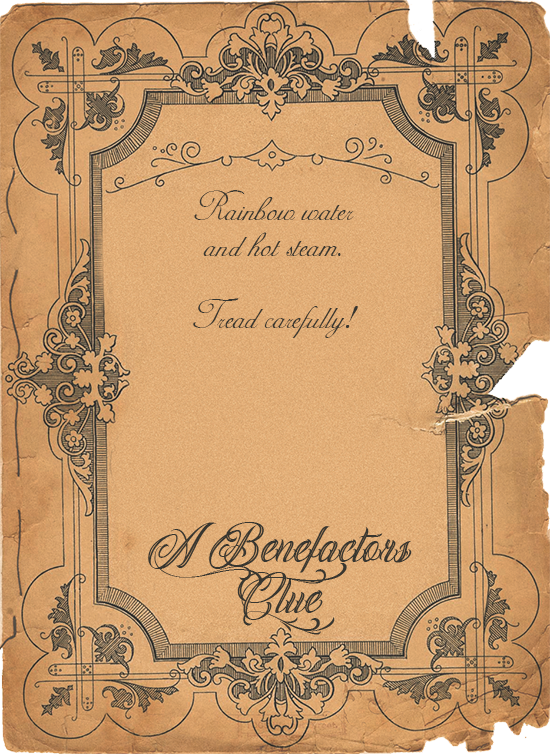 Rainbow water
and hot steam.
Tread carefully!
A Benefactors
Clue